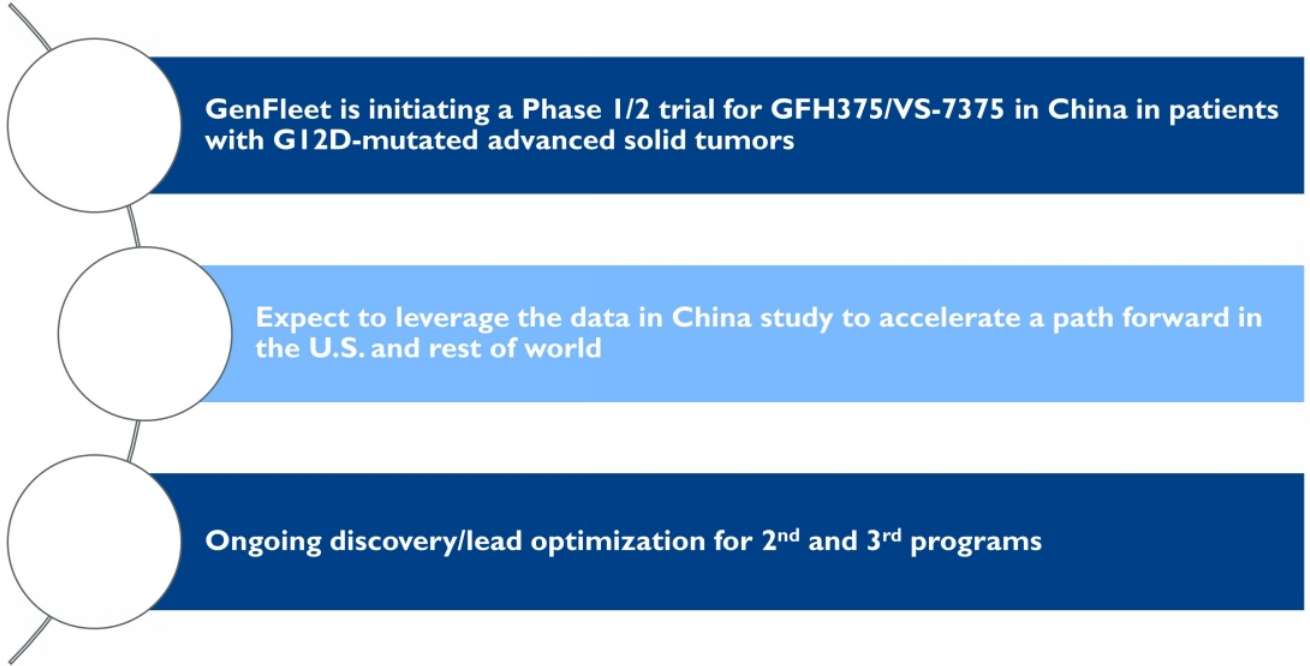 GenFleet is initiating a Phase 1/2 trial for GFH375/VS-7375 in China in patients
with G12D-mutated advanced solid tumors
Expect to leverage the data in China study to accelerate a path forward in
the U.S. and rest of world
Ongoing discovery/lead optimization for 2nd and 3rd programs